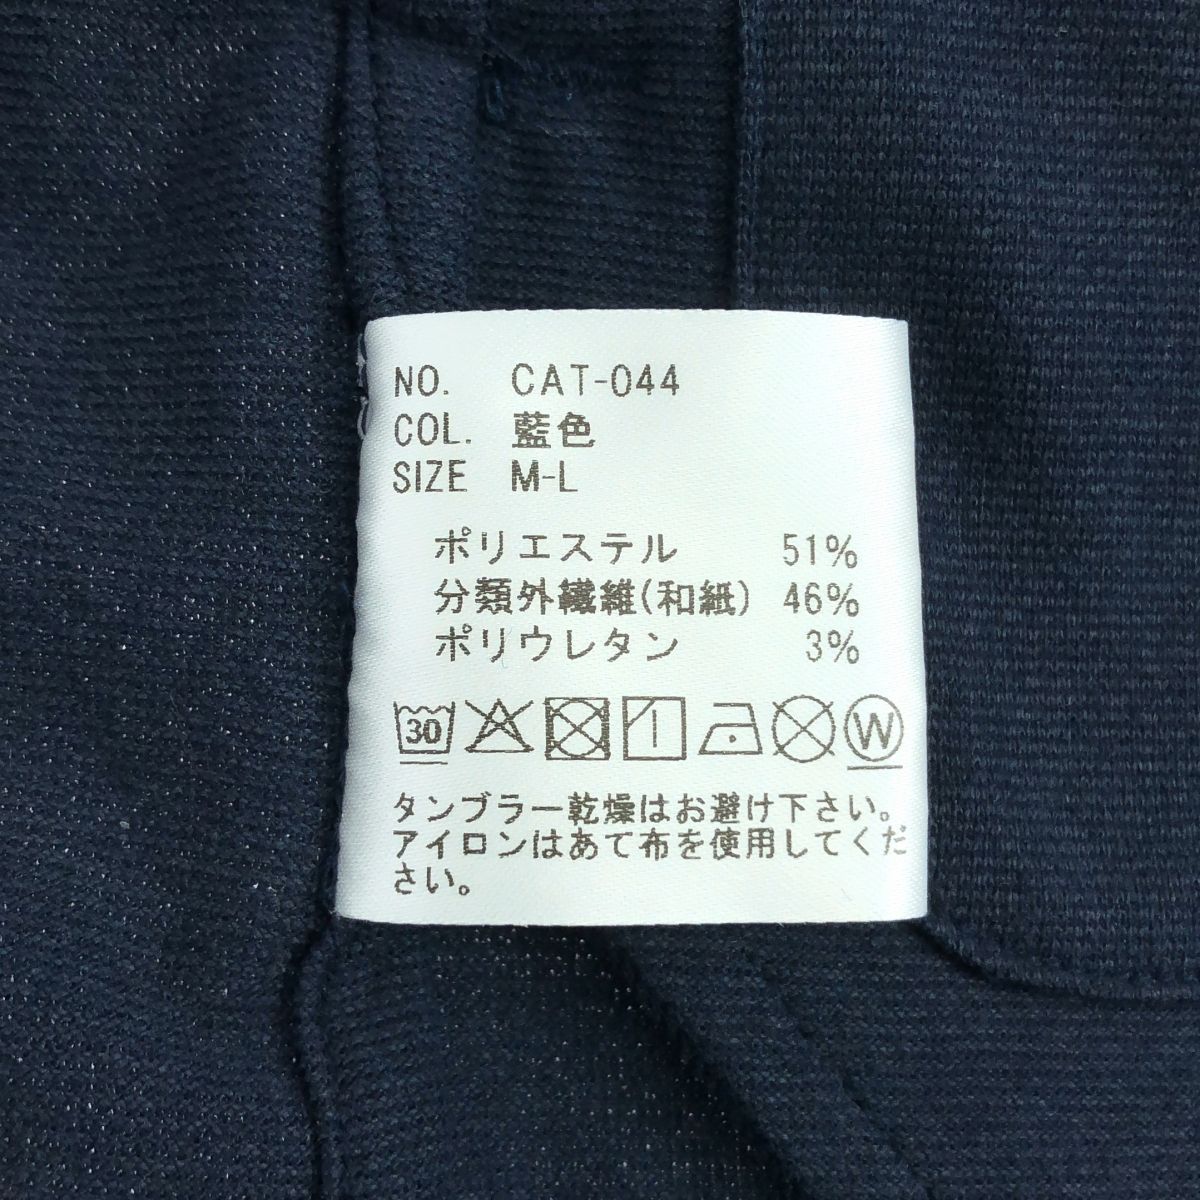 NO. CAT-044
COL. 藍色
SIZE M-L
ポリエステル 51%
分類外繊維(和紙) 46%
ポリウレタン 3%
30 W
タンブラー乾燥はお避け下さい。
アイロンはあて布を使用してくだ
さい。